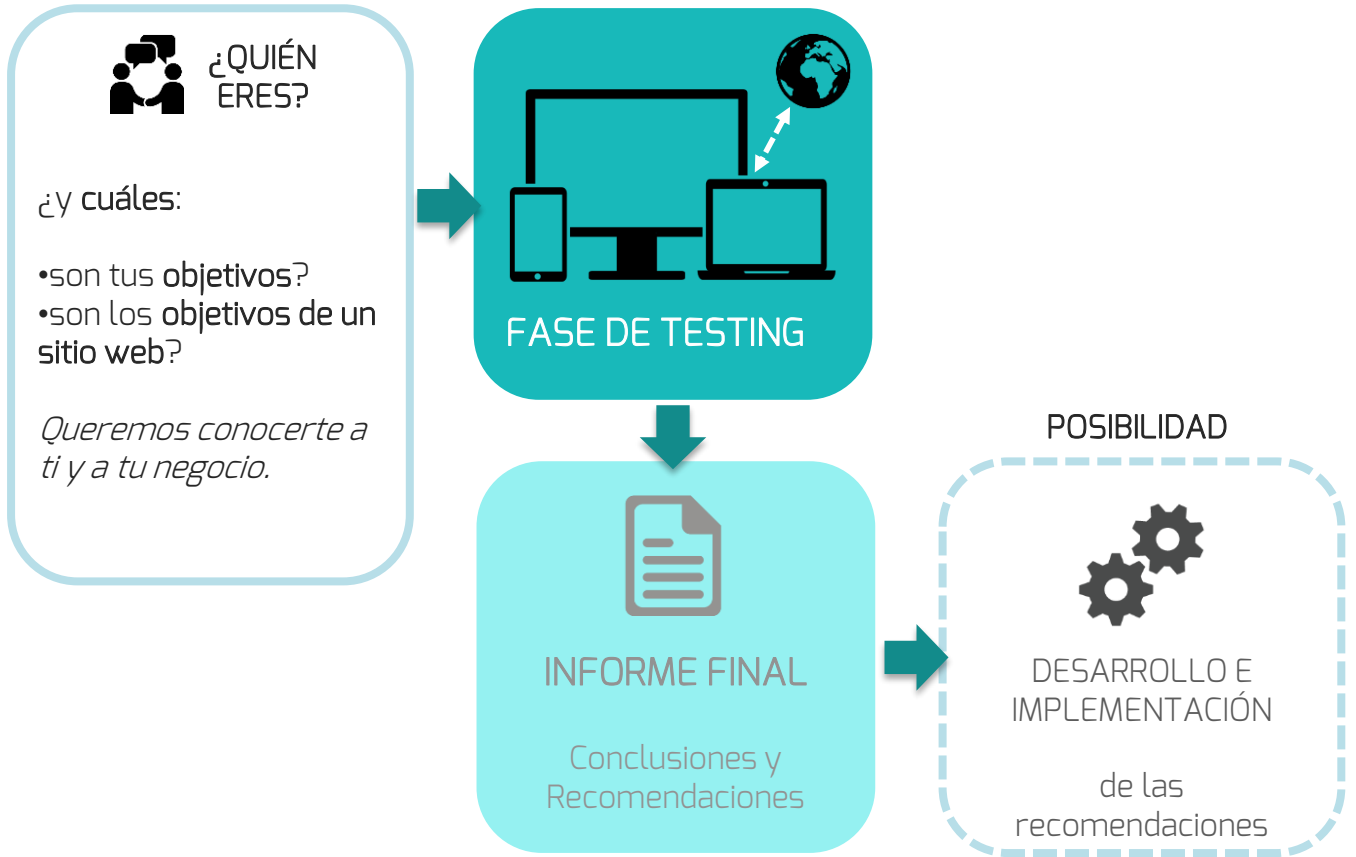 ¿QUIÉN
ERES?
¿y cuáles:
•son tus objetivos?
•son los objetivos de un
sitio web?
Queremos conocerte a
ti y a tu negocio.
FASE DE TESTING
INFORME FINAL
Conclusiones y
Recomendaciones
POSIBILIDAD
DESARROLLO E
IMPLEMENTACIÓN
de las
recomendaciones